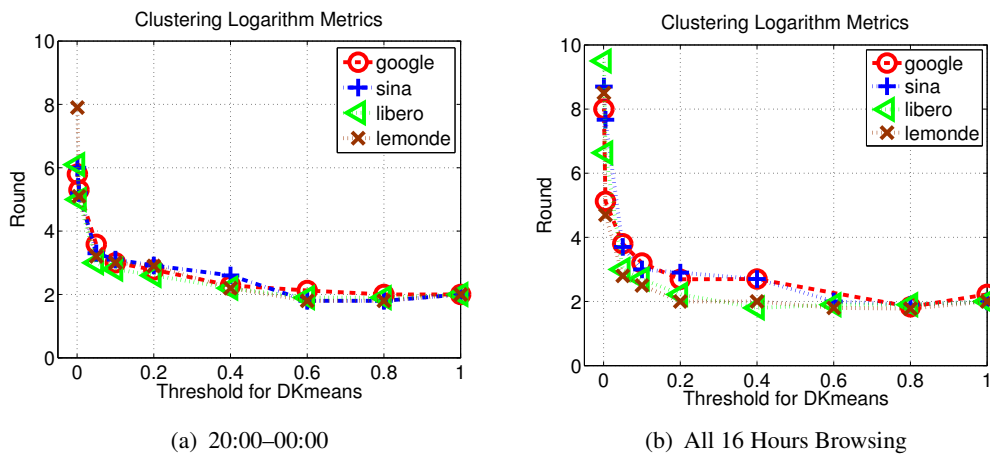 Clustering Logarithm Metrics
10
8
6
4
2
0
Round
0 0.2 0.4 0.6 0.8 1
Threshold for DKmeans
google
sina
libero
lemonde
(a) 20:00–00:00
Clustering Logarithm Metrics
10
8
6
4
2
0
Round
0 0.2 0.4 0.6 0.8 1
Threshold for DKmeans
google
sina
libero
lemonde
(b) All 16 Hours Browsing